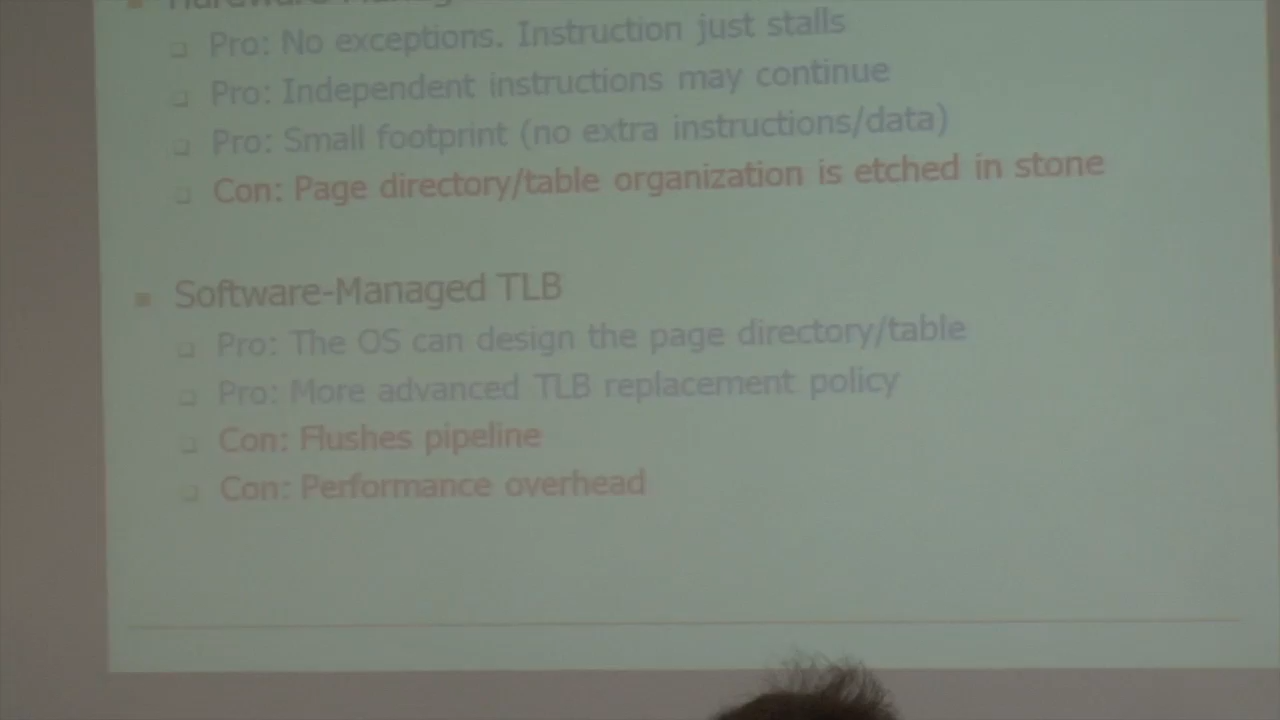 Pro: No exceptions. Instruction just stalls
Pro: Independent instructions may continue
Pro: Small footprint (no extra instructions/data)
Con: Page directory/table organization is etched in stone
Software-Managed TLB
Pro: The OS can design the page directory/table
Pro: More advanced TLB replacement policy
Con: Flushes pipeline
Con: Performance overhead